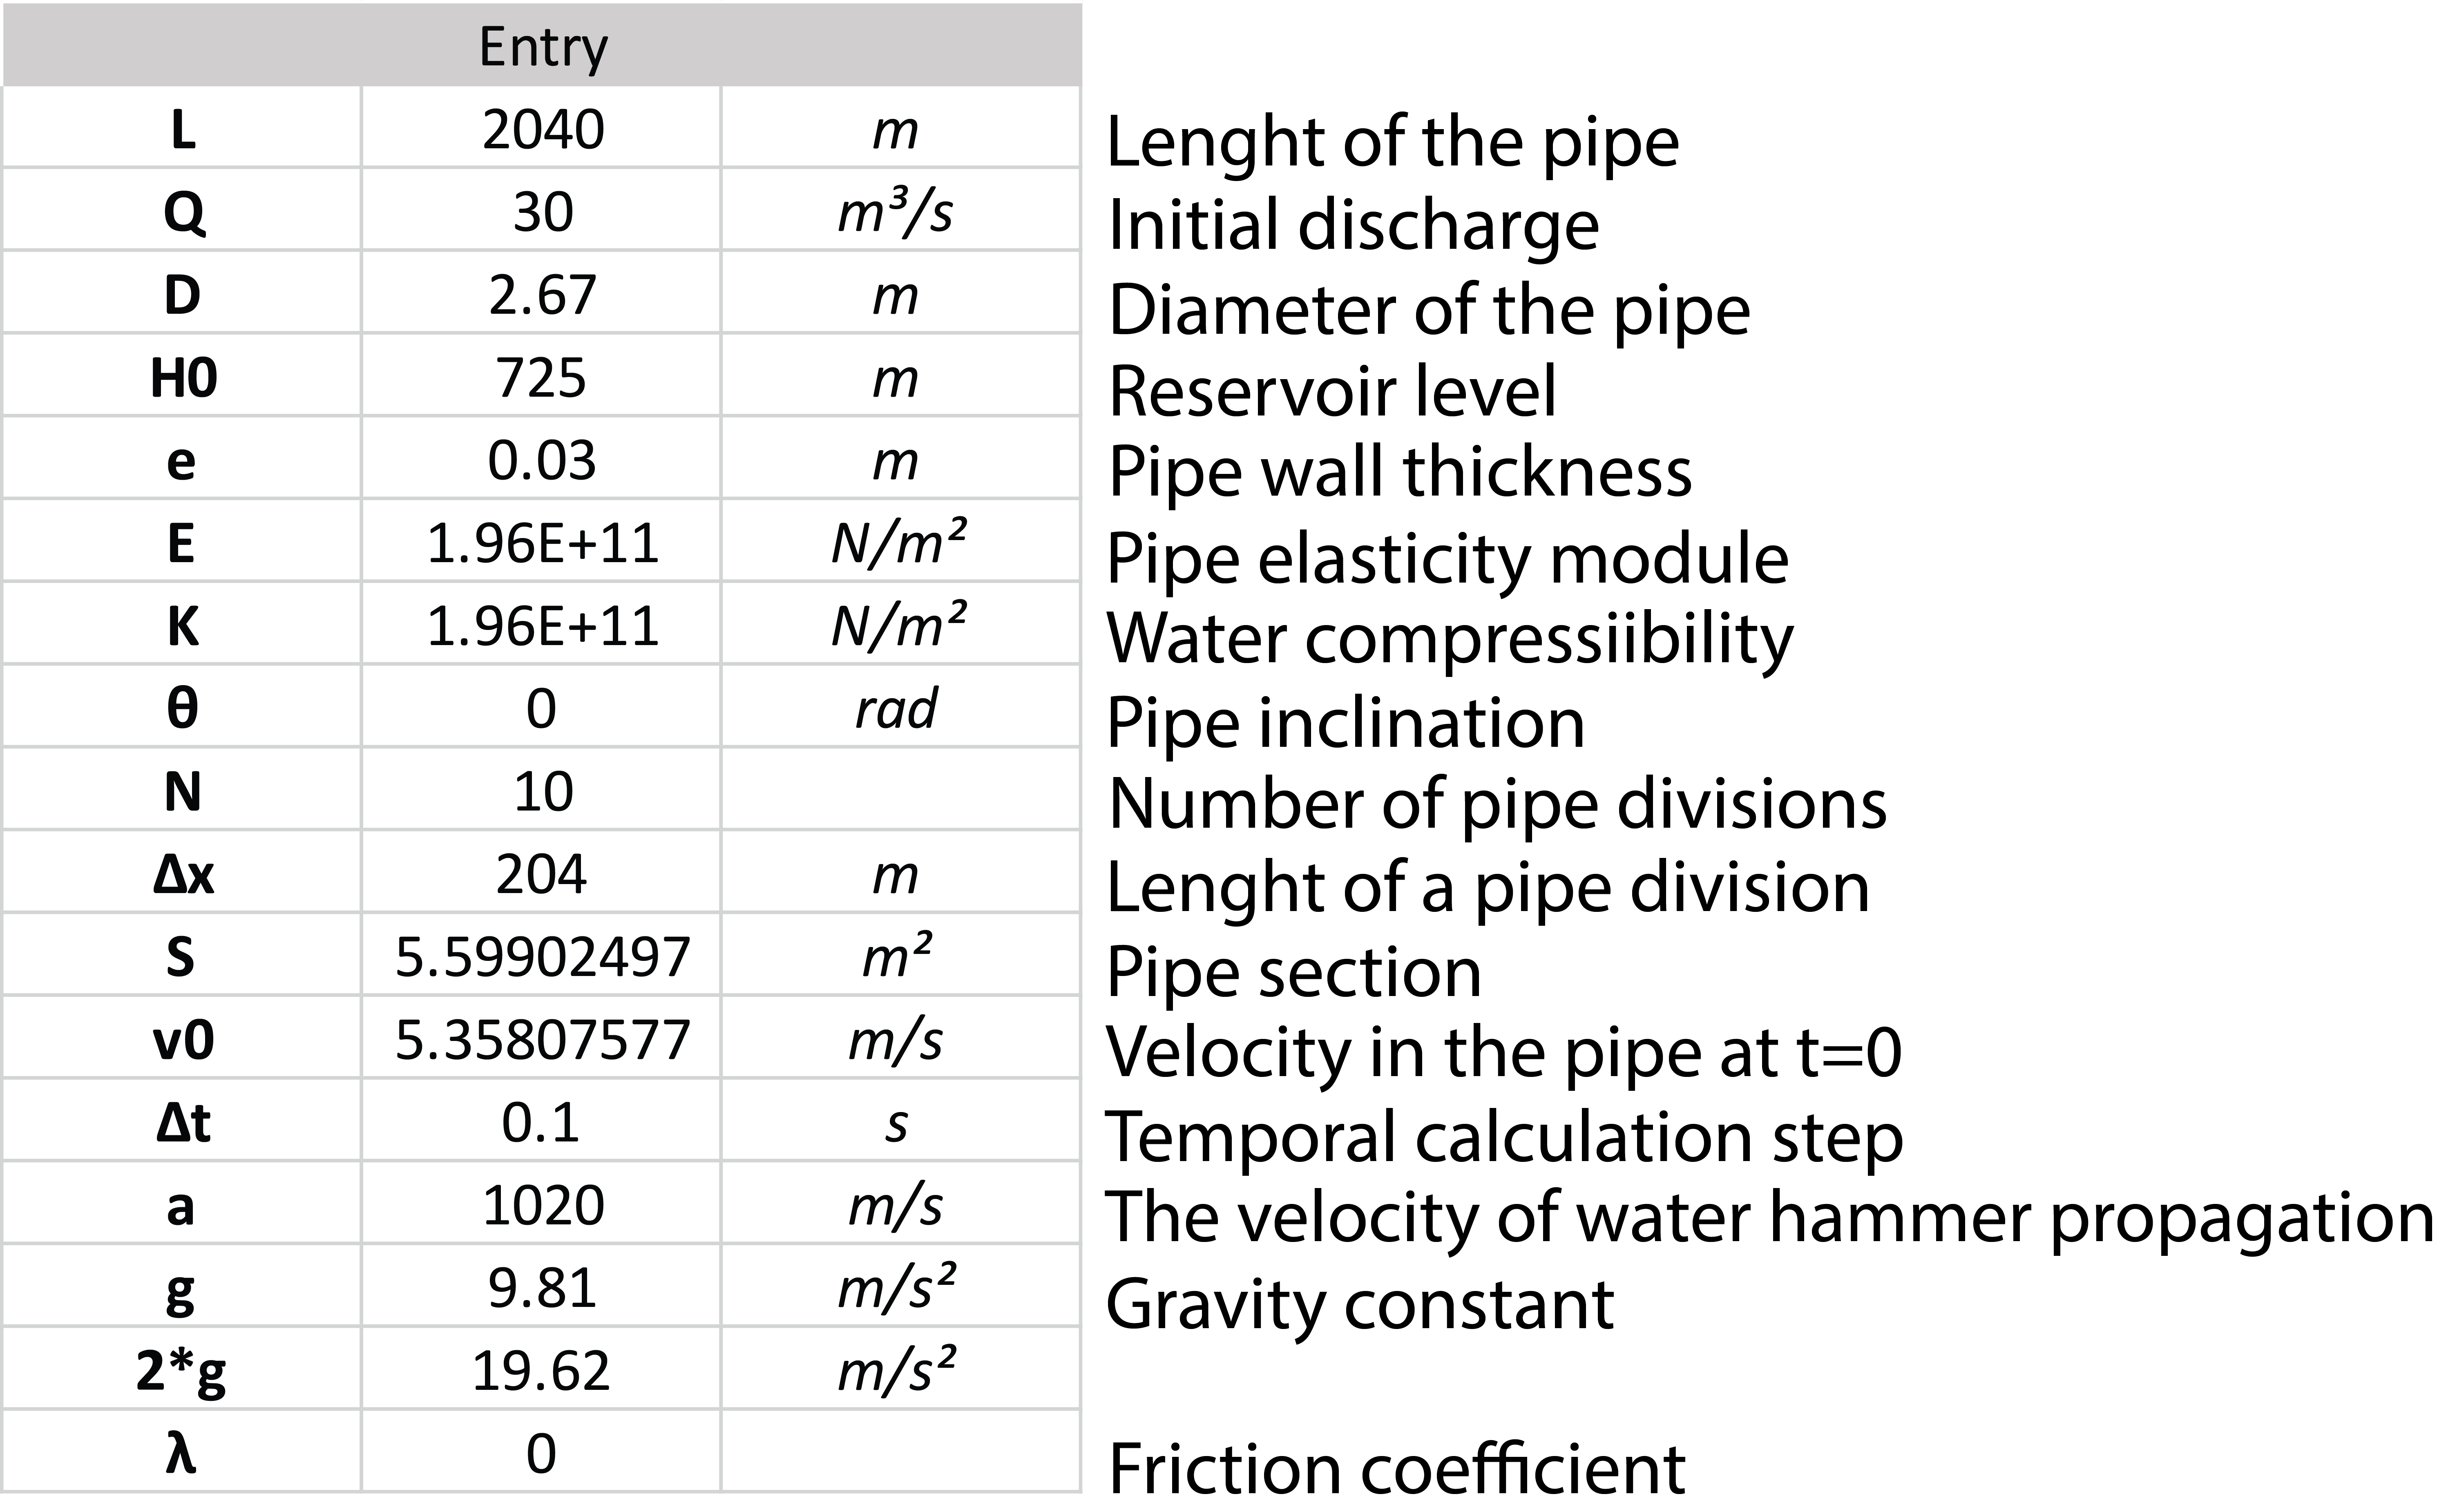 Entry
L 2040 m Lenght of the pipe
Q 30 m³/s Initial discharge
D 2.67 m Diameter of the pipe
H0 725 m Reservoir level
e 0.03 m Pipe wall thickness
E 1.96E+11 N/m² Pipe elasticity module
K 1.96E+11 N/m² Water compressiibility
θ 0 rad Pipe inclination
N 10 Number of pipe divisions
Δx 204 m Lenght of a pipe division
S 5.59902497 m² Pipe section
v0 5.35807577 m/s Velocity in the pipe at t=0
Δt 0.1 s Temporal calculation step
a 1020 m/s The velocity of water hammer propagation
g 9.81 m/s² Gravity constant
2*g 19.62 m/s²
λ 0 Friction coefficient